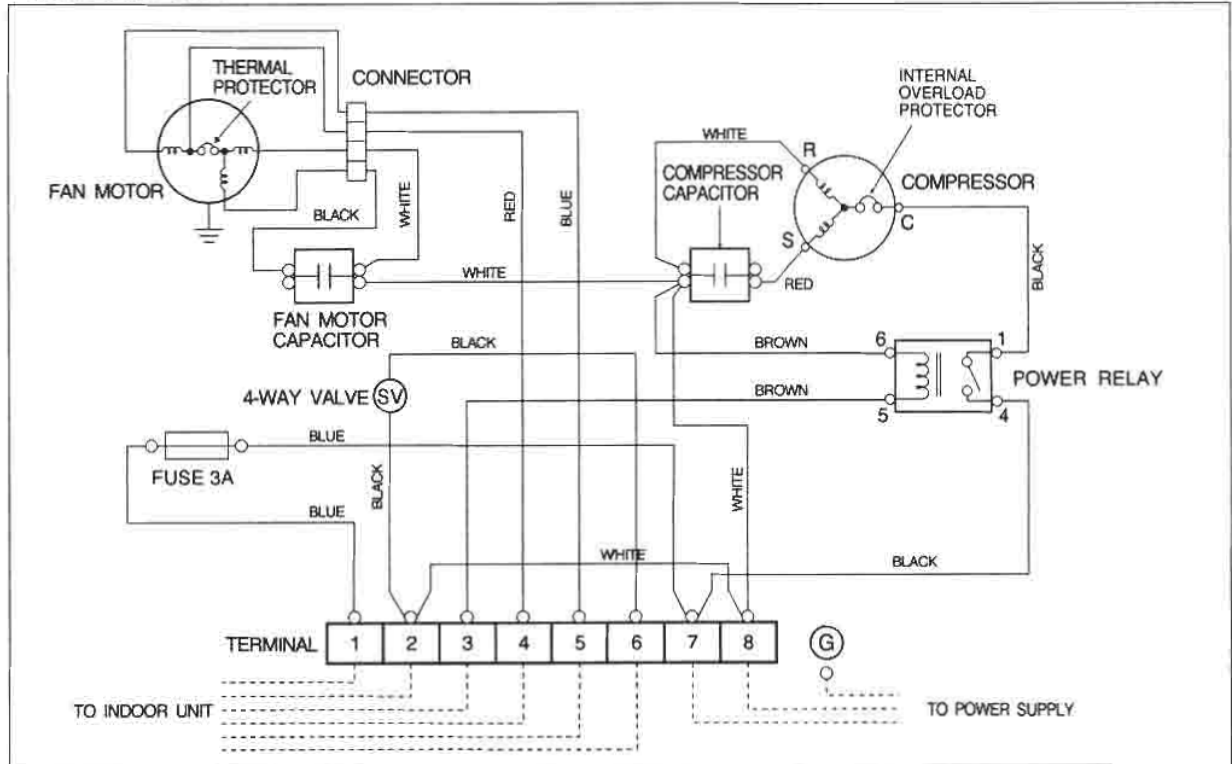 THERMAL
PROTECTOR
CONNECTOR
INTERNAL
OVERLOAD
PROTECTOR
WHITE
R
COMPRESSOR
CAPACITOR
COMPRESSOR
FAN MOTOR
BLACK
WHITE
RED
BLUE
S
C
WHITE
RED
BLACK
FAN MOTOR
CAPACITOR
BLACK
BROWN
6
1
POWER RELAY
4-WAY VALVE
SV
BROWN
5
4
BLUE
FUSE 3A
BLACK
WHITE
BLUE
WHITE
BLACK
TERMINAL
1 2 3 4 5 6 7 8
G
TO INDOOR UNIT
TO POWER SUPPLY